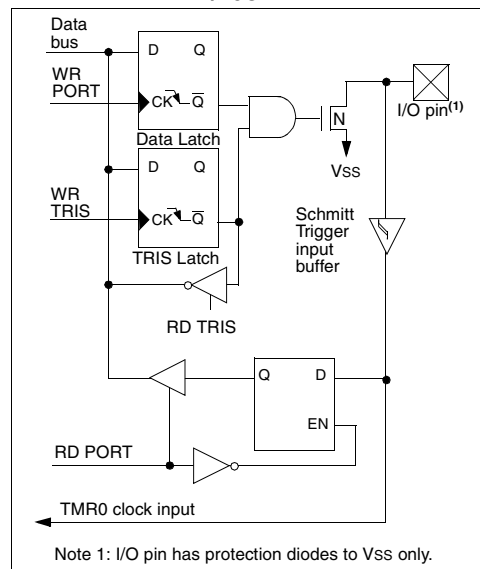 Data
bus
D Q
WR
PORT
CK Q
N
I/O pin(1)
Data Latch
VSS
D Q
WR
TRIS
CK Q
Schmitt
Trigger
input
buffer
TRIS Latch
RD TRIS
Q D
EN
RD PORT
TMR0 clock input
Note 1: I/O pin has protection diodes to VSS only.